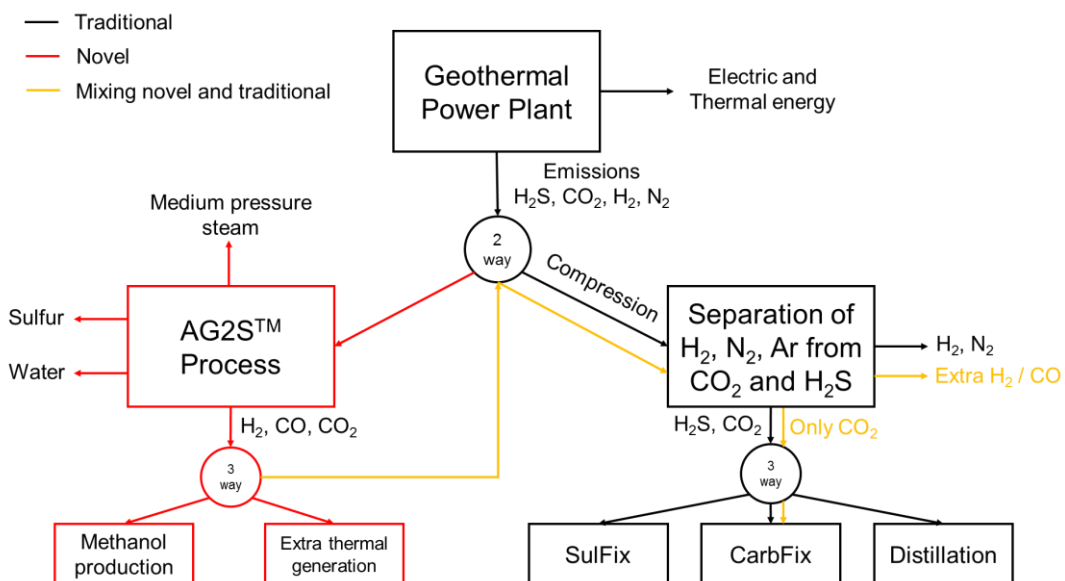 Traditional
Novel
Mixing novel and traditional
Geothermal
Power Plant
Electric and
Thermal energy
Emissions
H₂S, CO₂, H₂, N₂
Medium pressure
steam
2
way
Compression
Sulfur
Water
AG2S™
Process
Separation of
H₂, N₂, Ar from
CO₂ and H₂S
H₂, N₂
Extra H₂ / CO
H₂, CO, CO₂
H₂S, CO₂
Only CO₂
3
way
3
way
Methanol
production
Extra thermal
generation
SulFix
CarbFix
Distillation